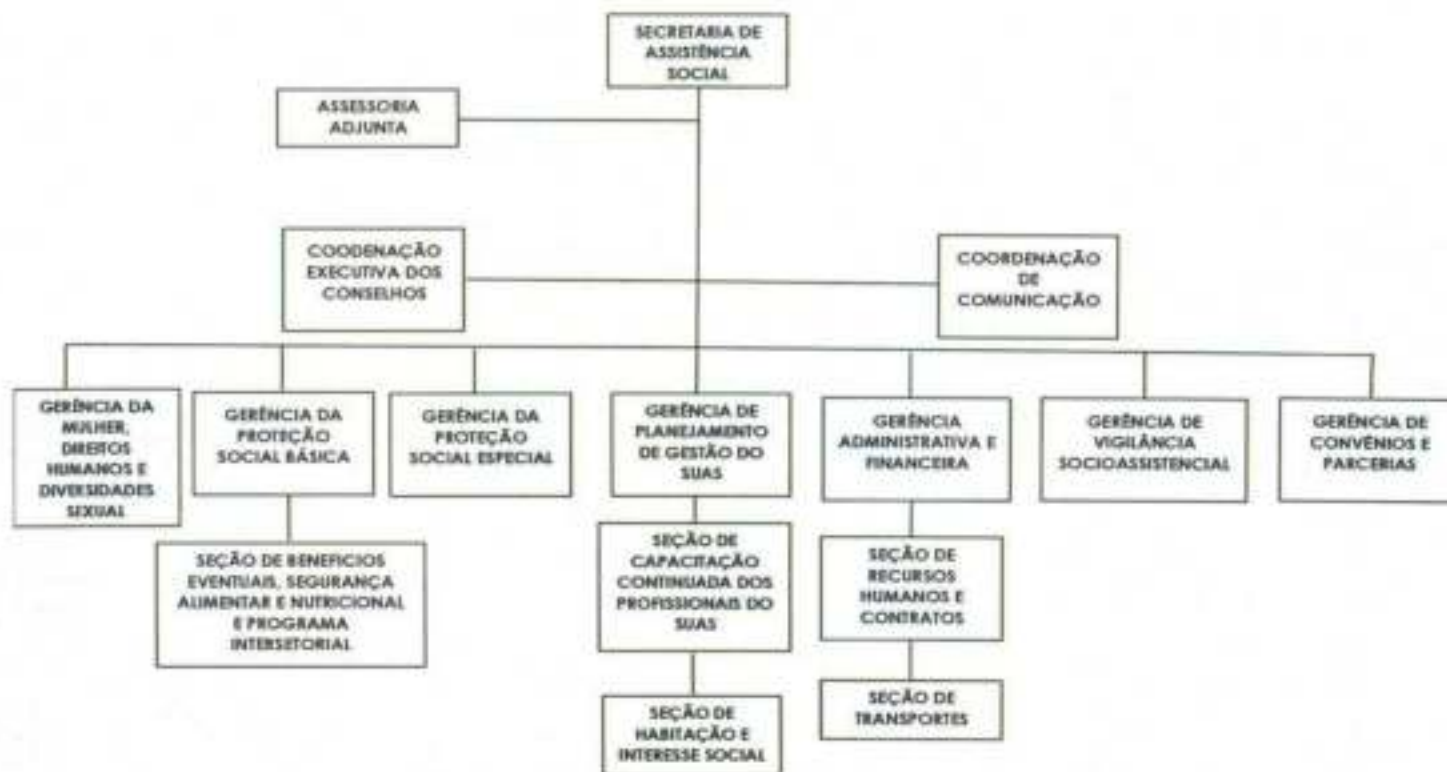 SECRETARIA DE
ASSISTÊNCIA
SOCIAL
ASSESSORIA
ADJUNTA
COODENAÇÃO
EXECUTIVA DOS
CONSELHOS
COORDENAÇÃO
DE
COMUNICAÇÃO
GERÊNCIA DA
MULHER,
DIREITOS
HUMANOS E
DIVERSIDADES
SEXUAL
GERÊNCIA DA
PROTEÇÃO
SOCIAL BÁSICA
GERÊNCIA DA
PROTEÇÃO
SOCIAL ESPECIAL
GERÊNCIA DE
PLANEJAMENTO
DE GESTÃO DO
SUAS
GERÊNCIA
ADMINISTRATIVA E
FINANCEIRA
GERÊNCIA DE
VIGILÂNCIA
SOCIOASSISTENCIAL
GERÊNCIA DE
CONVÊNIOS E
PARCERIAS
SEÇÃO DE BENEFICIOS
EVENTUAIS, SEGURANÇA
ALIMENTAR E NUTRICIONAL
E PROGRAMA
INTERSETORIAL
SEÇÃO DE
CAPACITAÇÃO
CONTINUADA DOS
PROFISSIONAIS DO
SUAS
SEÇÃO DE
RECURSOS
HUMANOS E
CONTRATOS
SEÇÃO DE
HABITAÇÃO E
INTERESSE SOCIAL
SEÇÃO DE
TRANSPORTES